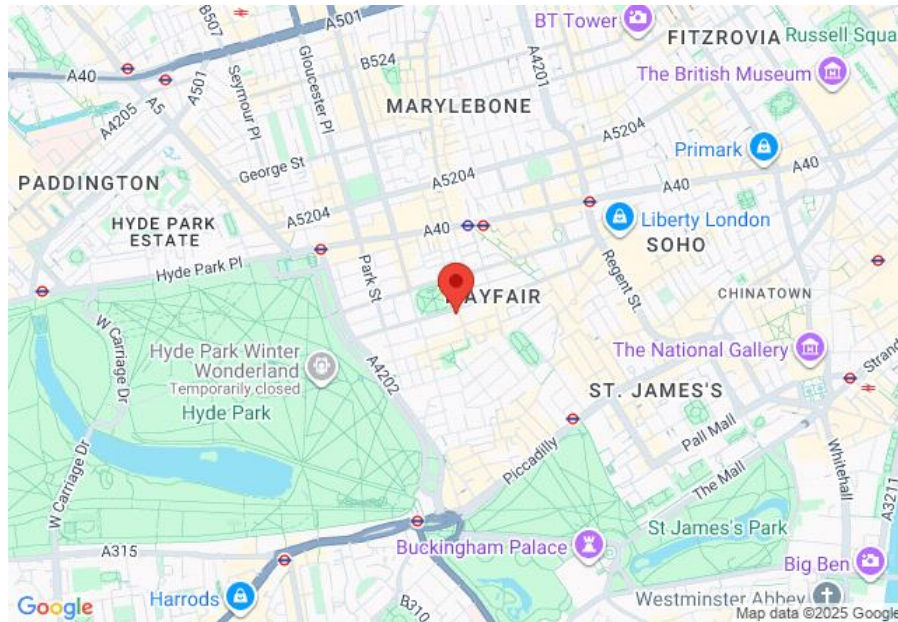 B507
A501
BT Tower
FITZROVIA
Russell Squa
A40
A501
Seymour Pl
Gloucester Pl
B524
A4201
The British Museum
A4205
A5
MARYLEBONE
A5204
Primark
A40
George St
PADDINGTON
A5204
A40
HYDE PARK
ESTATE
A5204
A40
Liberty London
SOHO
Hyde Park Pl
Park St
Regent St.
AYFAIR
CHINATOWN
W Carriage Dr
Hyde Park Winter
Wonderland
Temporarily closed
Hyde Park
A4202
The National Gallery
Strand
ST. JAMES'S
Pall Mall
Piccadilly
The Mall
Whitehall
A3211
W Carriage Dr
A315
Buckingham Palace
St James's Park
Big Ben
Harrods
B310
Westminster Abbey
Google
Map data ©2025 Google